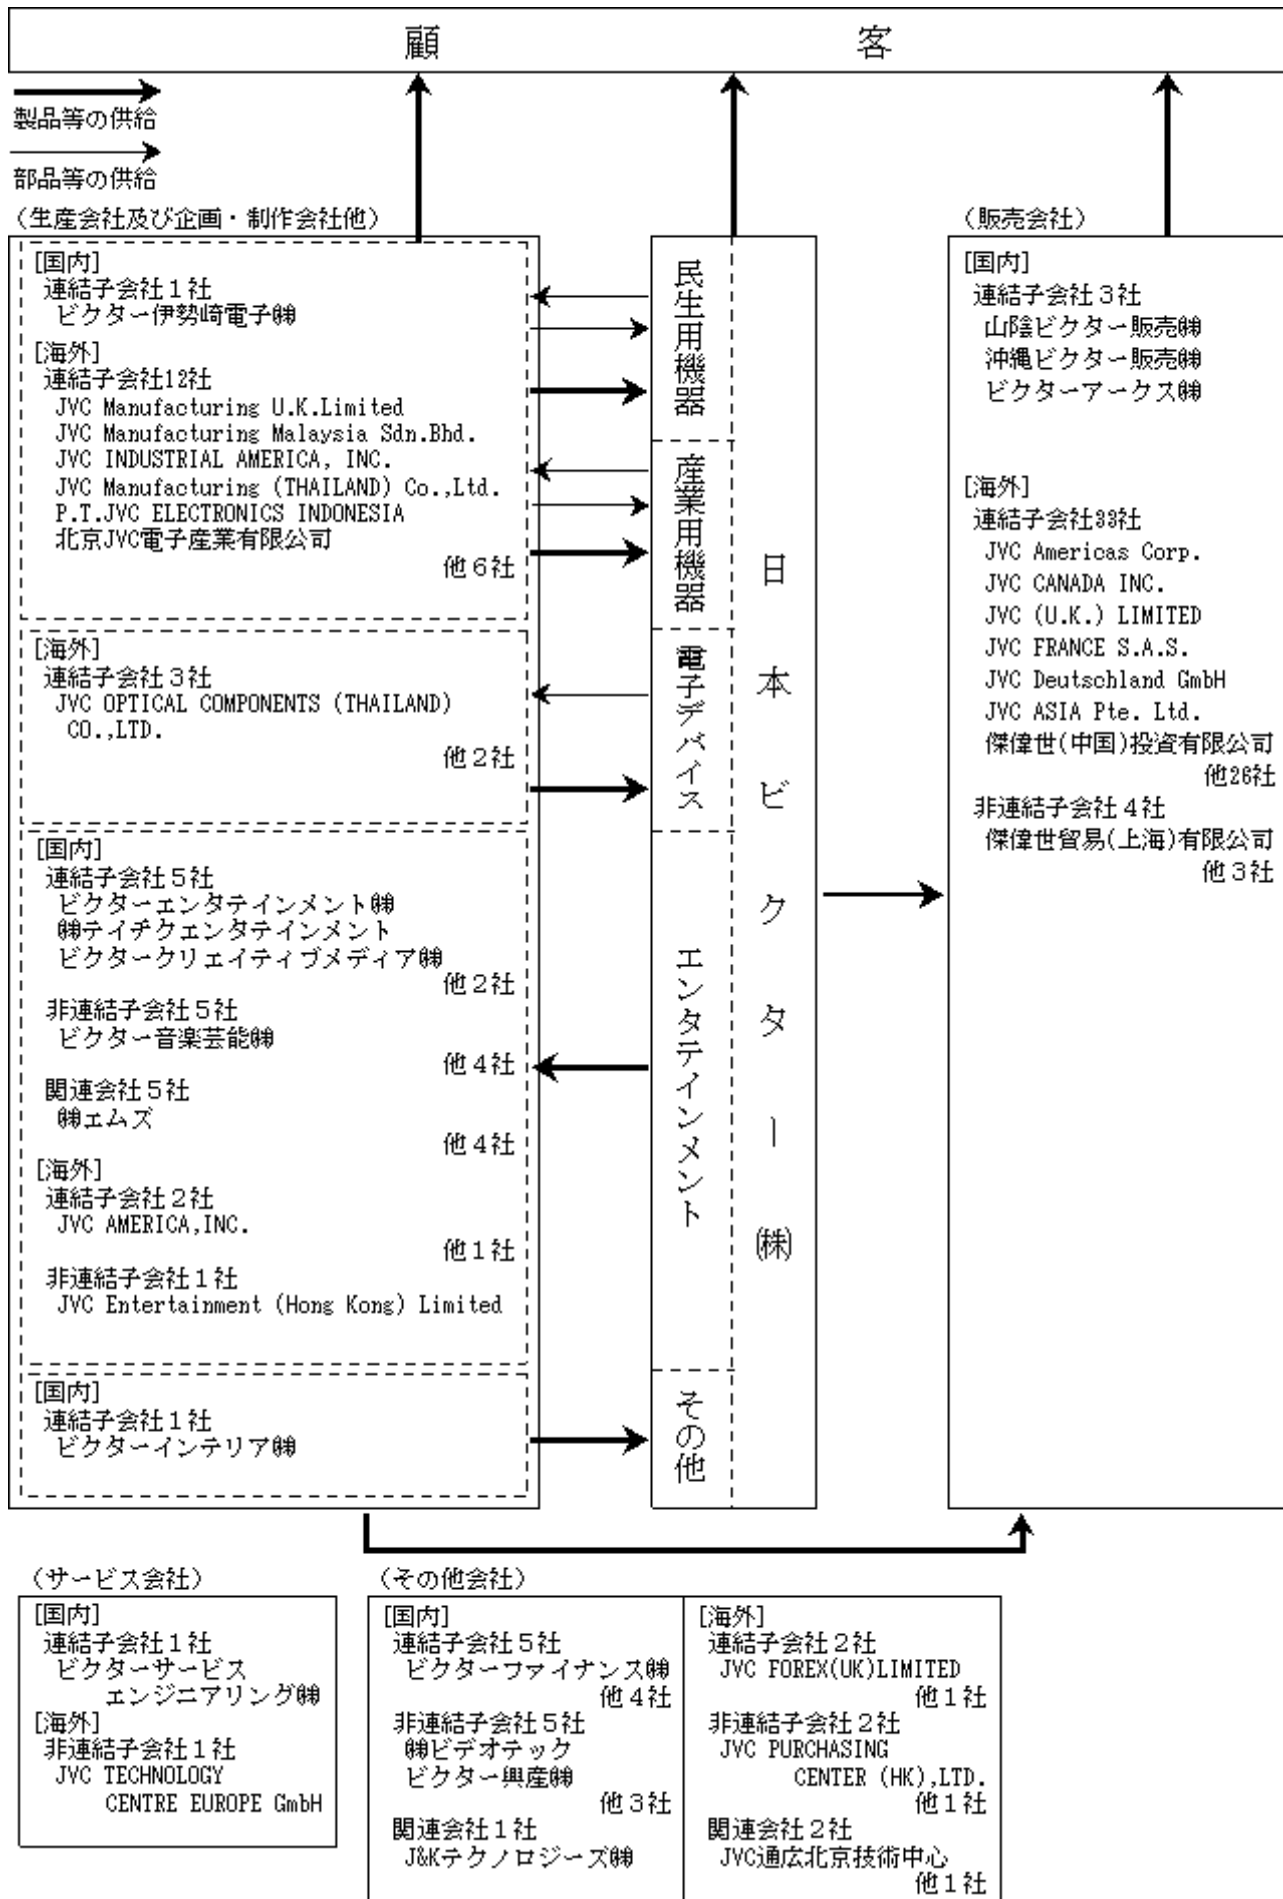 顧客
製品等の供給
部品等の供給
（生産会社及び企画・制作会社他）
[国内]
連結子会社１社
ビクター伊勢崎電子㈱
[海外]
連結子会社12社
JVC Manufacturing U.K.Limited
JVC Manufacturing Malaysia Sdn.Bhd.
JVC INDUSTRIAL AMERICA, INC.
JVC Manufacturing (THAILAND) Co.,Ltd.
P.T.JVC ELECTRONICS INDONESIA
北京JVC電子産業有限公司
他６社
[海外]
連結子会社３社
JVC OPTICAL COMPONENTS (THAILAND)
CO.,LTD.
他２社
[国内]
連結子会社５社
ビクターエンタテインメント㈱
㈱テイチクエンタテインメント
ビクタークリエイティブメディア㈱
他２社
非連結子会社５社
ビクター音楽芸能㈱
他４社
関連会社５社
㈱エムズ
他４社
[海外]
連結子会社２社
JVC AMERICA,INC.
他１社
非連結子会社１社
JVC Entertainment (Hong Kong) Limited
[国内]
連結子会社１社
ビクターインテリア㈱
民生用機器
産業用機器
電子デバイス
エンタテインメント
その他
日本ビクター㈱
（販売会社）
[国内]
連結子会社３社
山陰ビクター販売㈱
沖縄ビクター販売㈱
ビクターアークス㈱
[海外]
連結子会社33社
JVC Americas Corp.
JVC CANADA INC.
JVC (U.K.) LIMITED
JVC FRANCE S.A.S.
JVC Deutschland GmbH
JVC ASIA Pte. Ltd.
傑偉世(中国)投資有限公司
他26社
非連結子会社４社
傑偉世貿易(上海)有限公司
他３社
（サービス会社）
[国内]
連結子会社１社
ビクターサービス
エンジニアリング㈱
[海外]
非連結子会社１社
JVC TECHNOLOGY
CENTRE EUROPE GmbH
（その他会社）
[国内]
連結子会社５社
ビクターファイナンス㈱
他４社
非連結子会社５社
㈱ビデオテック
ビクター興産㈱
他３社
関連会社１社
J&Kテクノロジーズ㈱
[海外]
連結子会社２社
JVC FOREX(UK)LIMITED
他１社
非連結子会社２社
JVC PURCHASING
CENTER (HK),LTD.
他１社
関連会社２社
JVC通広北京技術中心
他１社